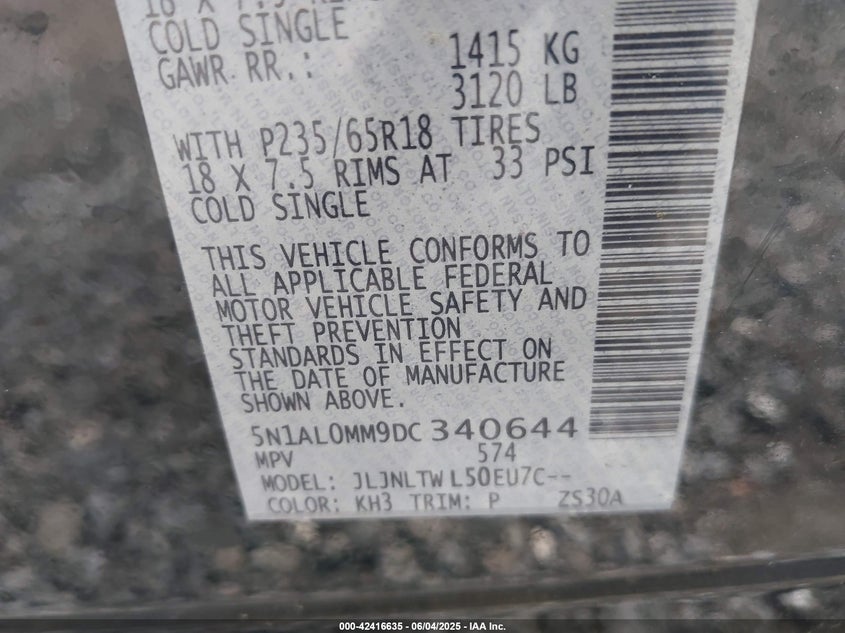 18 X 7.5
COLD SINGLE
GAWR RR.: 1415 KG
3120 LB
WITH P235/65R18 TIRES
18 X 7.5 RIMS AT 33 PSI
COLD SINGLE
THIS VEHICLE CONFORMS TO
ALL APPLICABLE FEDERAL
MOTOR VEHICLE SAFETY AND
THEFT PREVENTION
STANDARDS IN EFFECT ON
THE DATE OF MANUFACTURE
SHOWN ABOVE.
5N1AL0MM9DC 340644
MPV 574
MODEL: JLJNLTW L50EU7C--
COLOR: KH3 TRIM: P ZS30A
000-42416635 - 06/04/2025 - IAA Inc.